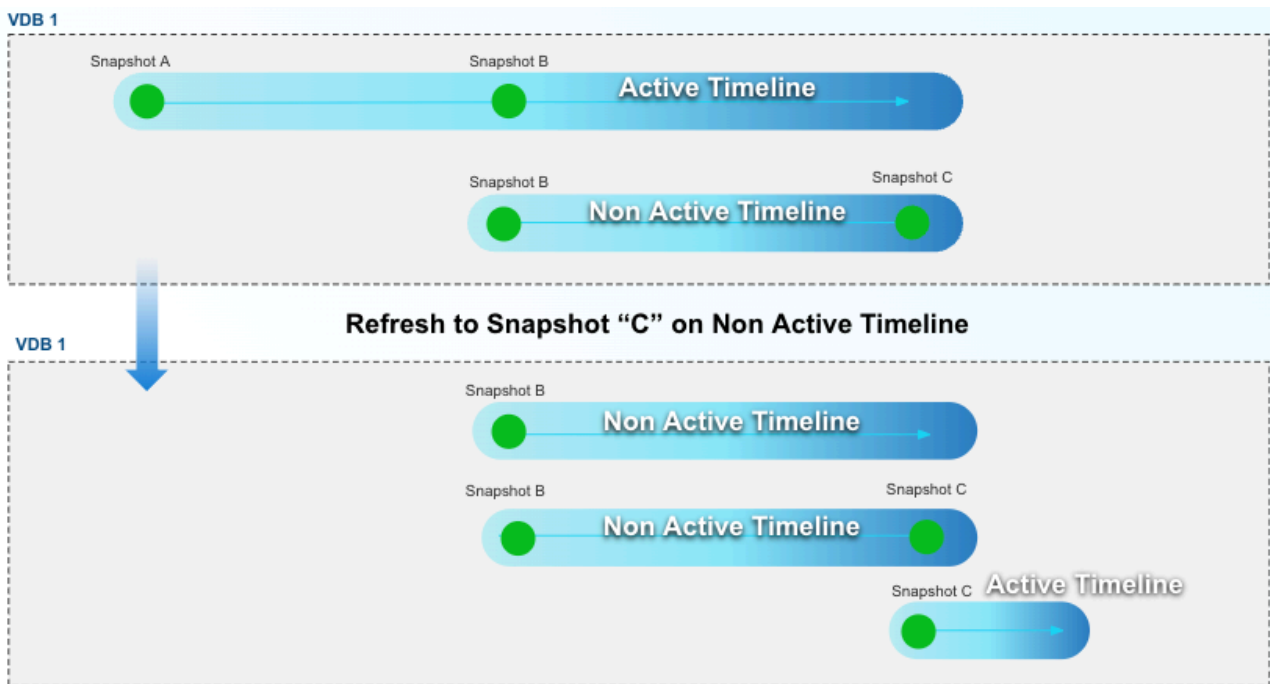 VDB 1
Snapshot A
Snapshot B
Active Timeline
Snapshot B
Snapshot C
Non Active Timeline
Refresh to Snapshot “C” on Non Active Timeline
VDB 1
Snapshot B
Non Active Timeline
Snapshot B
Snapshot C
Non Active Timeline
Snapshot C
Active Timeline